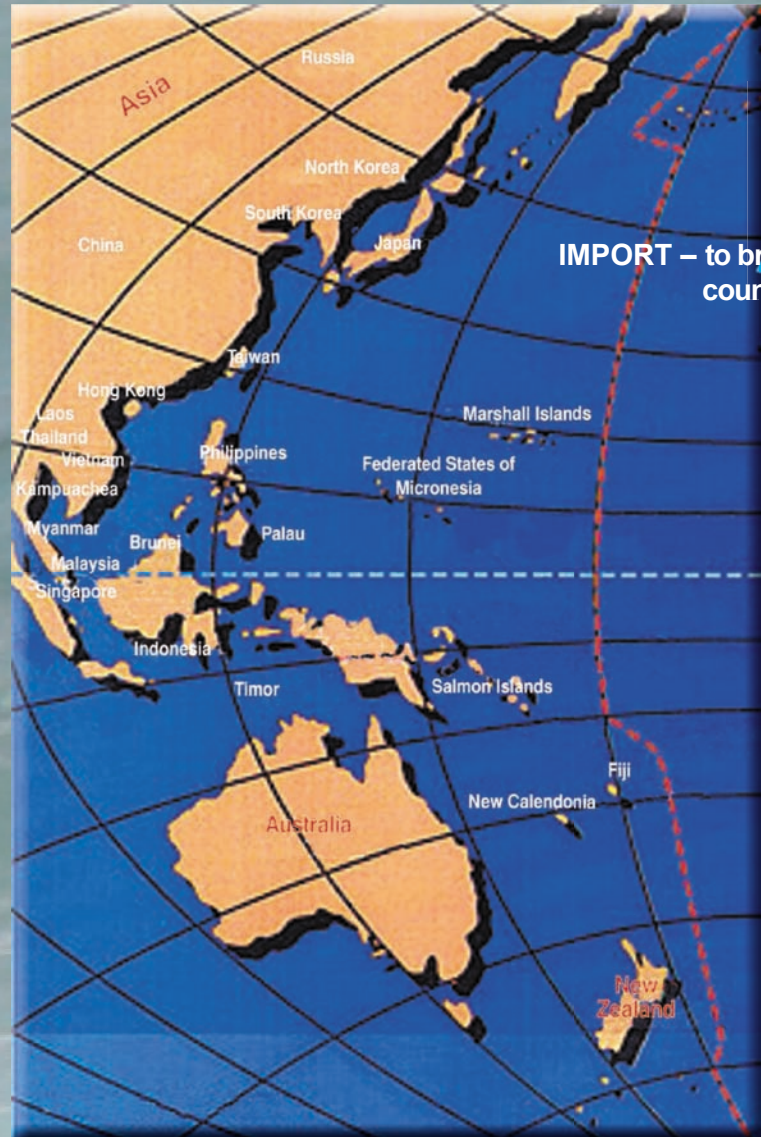 Russia
Asia
North Korea
South Korea
China
Japan
IMPORT – to br
coun
Taiwan
Hong Kong
Laos
Marshall Islands
Thailand
Vietnam
Philippines
Federated States of
Micronesia
Kampuachea
Myanmar
Brunei
Palau
Malaysia
Singapore
Indonesia
Timor
Salmon Islands
Fiji
New Calendonia
Australia
New
Zealand